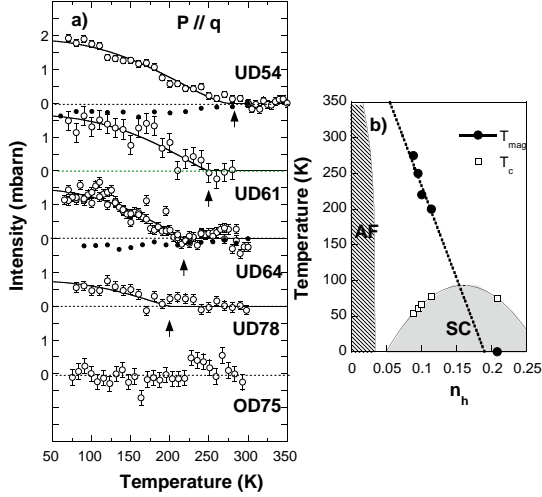 a) P // q
2
1
0
UD54
1
0
UD61
1
0
UD64
1
0
UD78
1
0
OD75
Intensity (mbarn)
50 100 150 200 250 300 350
Temperature (K)
b)
T_mag
T_c
350
300
250
200
150
100
50
0
Temperature (K)
AF
SC
0 0.05 0.1 0.15 0.2 0.25
n_h